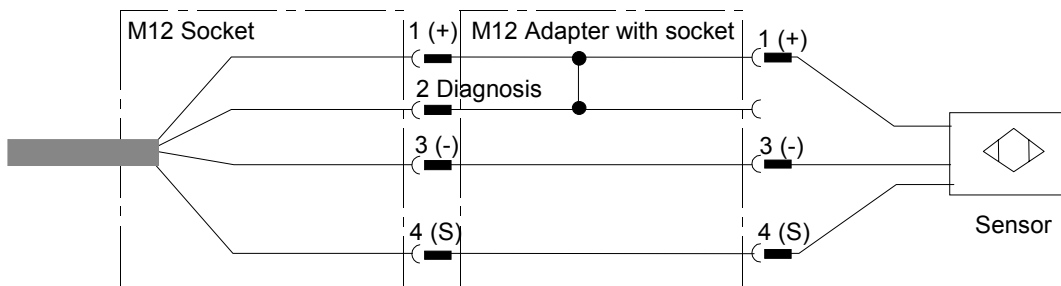 M12 Socket
1 (+)
M12 Adapter with socket
1 (+)
2 Diagnosis
3 (-)
3 (-)
4 (S)
4 (S)
Sensor